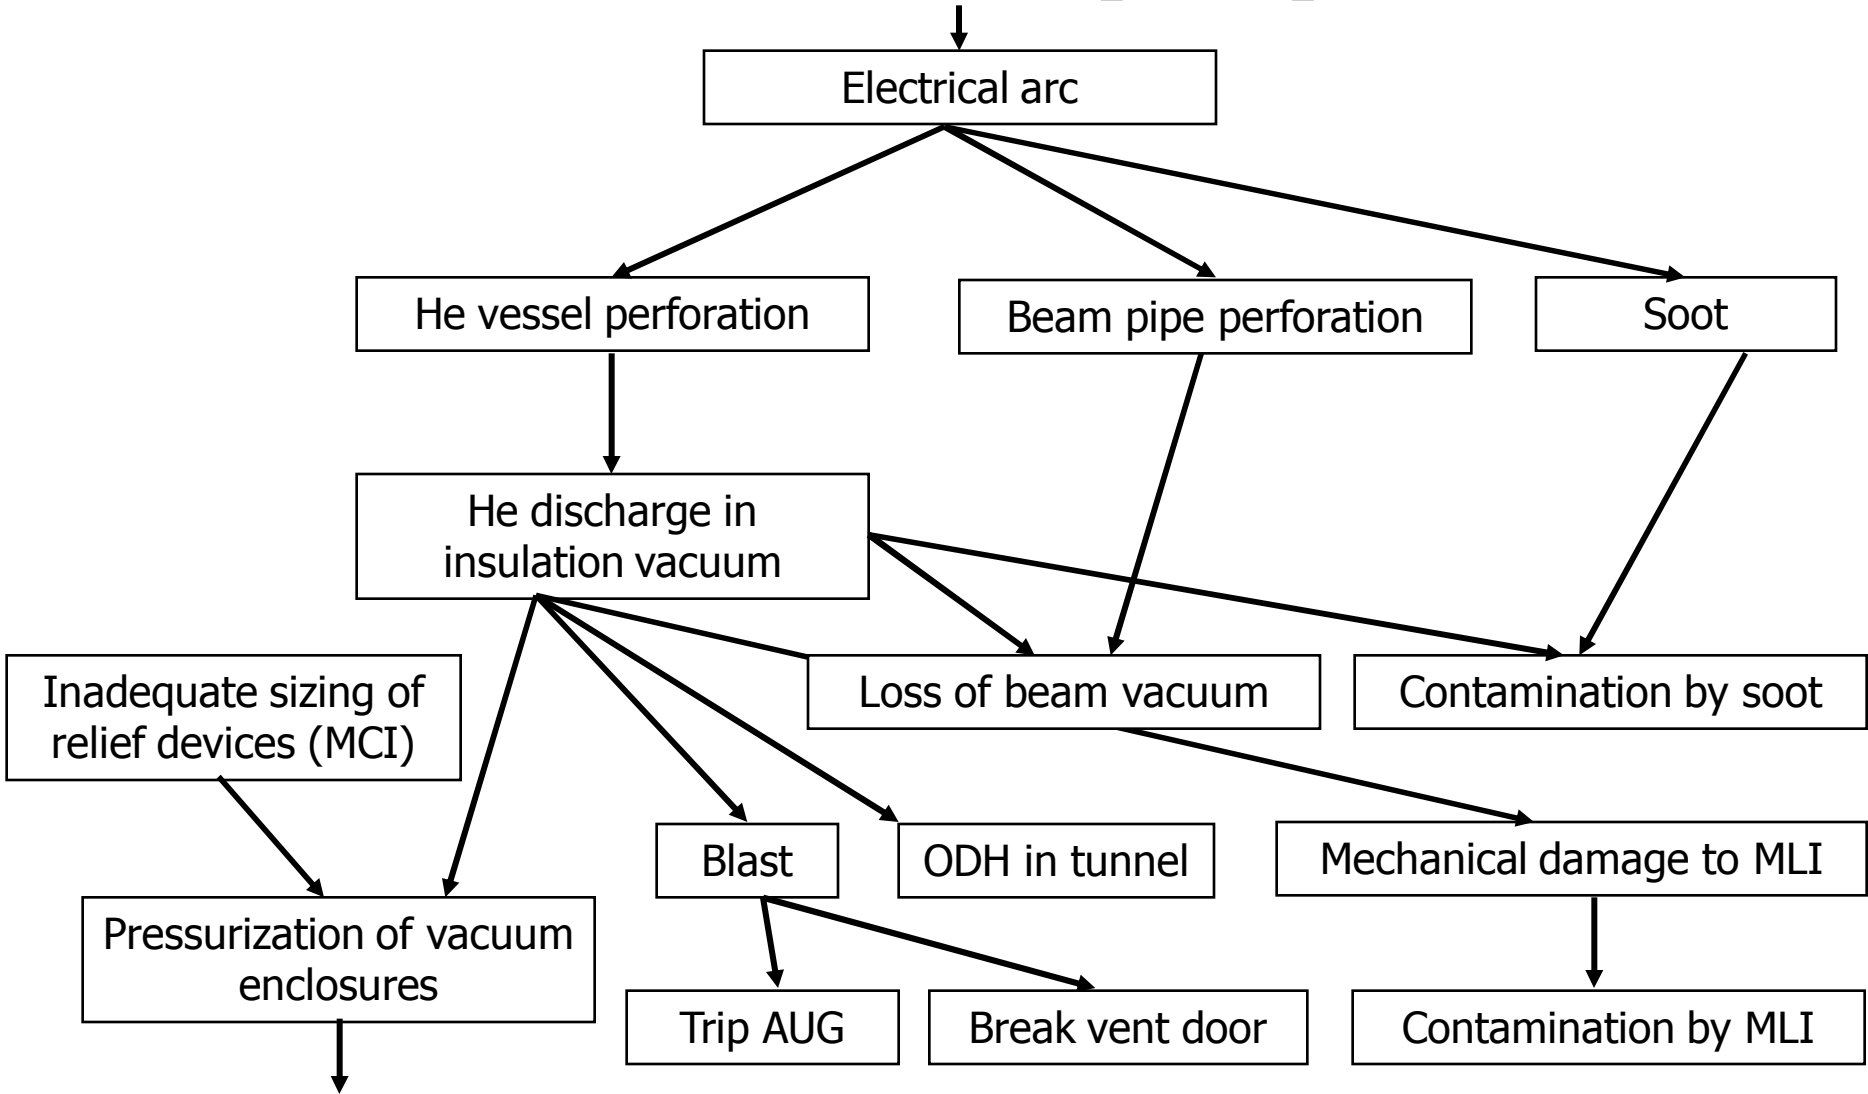 Electrical arc
He vessel perforation
Beam pipe perforation
Soot
He discharge in
insulation vacuum
Inadequate sizing of
relief devices (MCI)
Loss of beam vacuum
Contamination by soot
Blast
ODH in tunnel
Mechanical damage to MLI
Pressurization of vacuum
enclosures
Trip AUG
Break vent door
Contamination by MLI